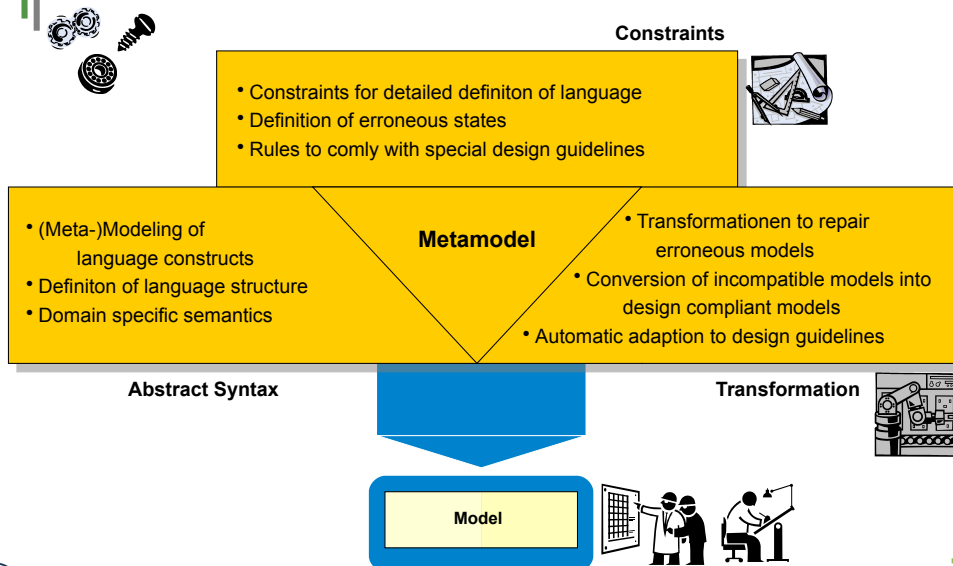 Constraints
• Constraints for detailed definiton of language
• Definition of erroneous states
• Rules to comly with special design guidelines
• (Meta-)Modeling of
language constructs
• Definiton of language structure
• Domain specific semantics
Metamodel
• Transformationen to repair
erroneous models
• Conversion of incompatible models into
design compliant models
• Automatic adaption to design guidelines
Abstract Syntax
Transformation
Model